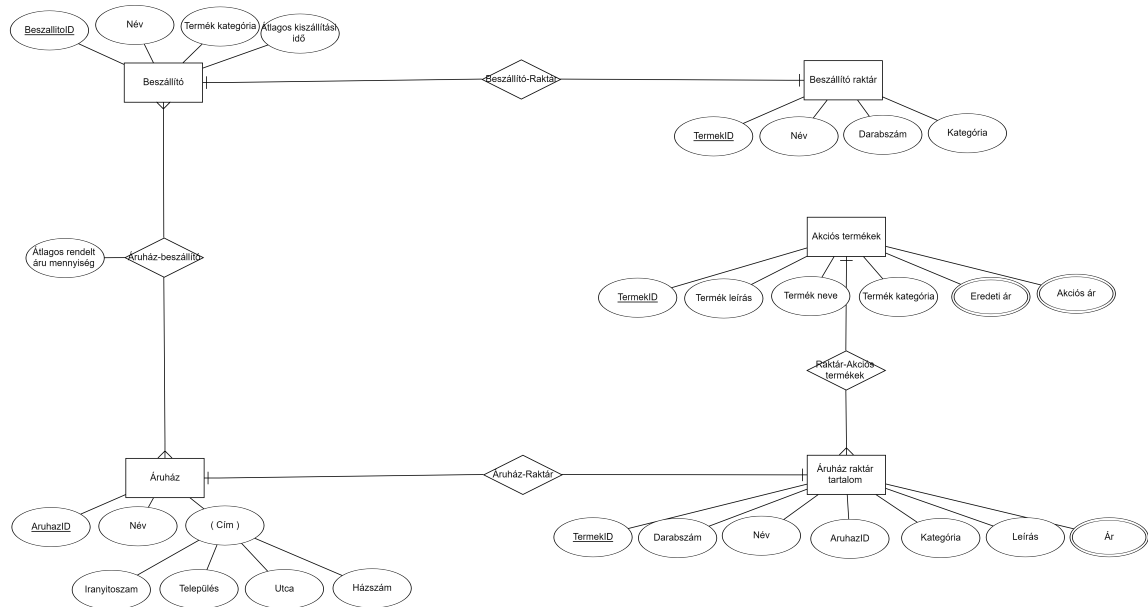 BeszallitoID
Név
Termék kategória
Átlagos kiszállítási
idő
Beszállító
Beszállító-Raktár
Beszállító raktár
TermekID
Név
Darabszám
Kategória
Átlagos rendelt
áru mennyiség
Áruház-beszállító
Akciós termékek
TermekID
Termék leírás
Termék neve
Termék kategória
Eredeti ár
Akciós ár
Raktár-Akciós
termékek
Áruház
Áruház-Raktár
Áruház raktár
tartalom
AruhazID
Név
( Cím )
TermekID
Darabszám
Név
AruhazID
Kategória
Leírás
Ár
Iranyitoszam
Település
Utca
Házszám